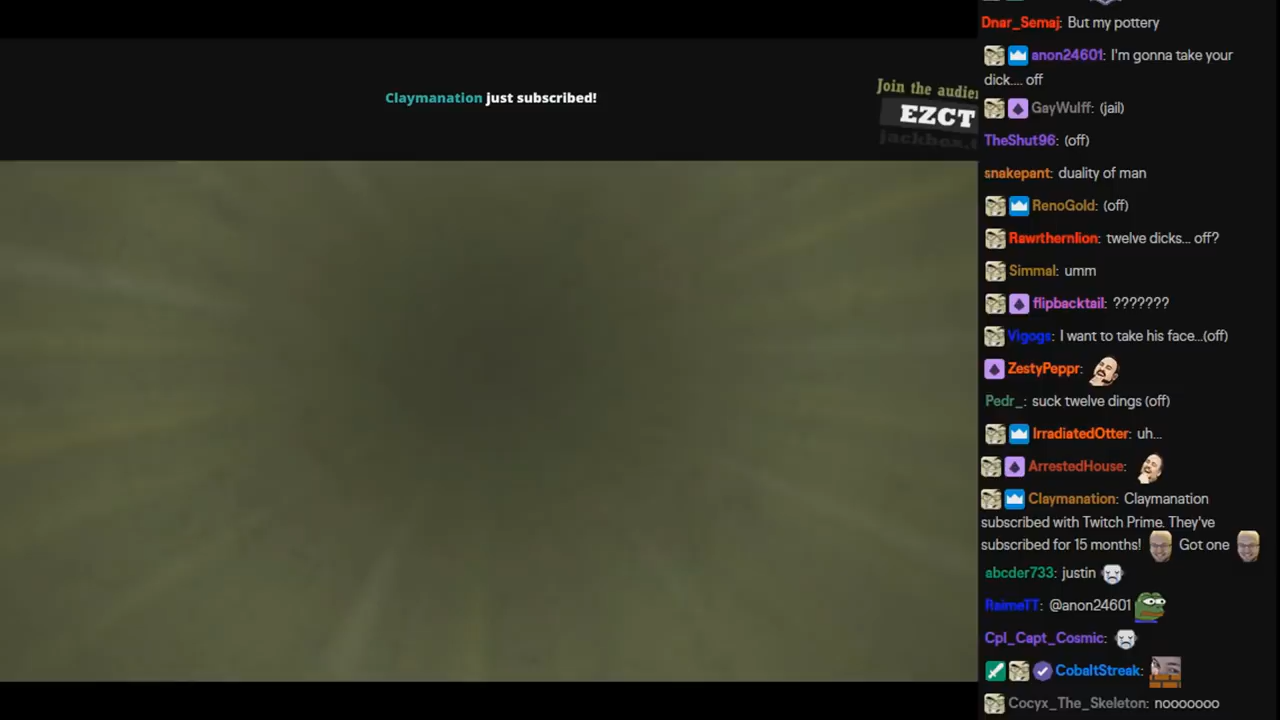 Claymanation just subscribed!
Join the audien
EZCT
jackbox.
Dnar_Semaj: But my pottery
anon24601: I'm gonna take your
dick.... off
GayWulff: (jail)
TheShut96: (off)
snakepant: duality of man
RenoGold: (off)
Rawrthernlion: twelve dicks... off?
Simmal: umm
flipbacktail: ???????
Vigogs: I want to take his face...(off)
ZestyPeppr:
Pedr_: suck twelve dings (off)
IrradiatedOtter: uh...
ArrestedHouse:
Claymanation: Claymanation
subscribed with Twitch Prime. They've
subscribed for 15 months! Got one
abcder733: justin
RaimeTT: @anon24601
Cpl_Capt_Cosmic:
CobaltStreak:
Cocyx_The_Skeleton: nooooooo